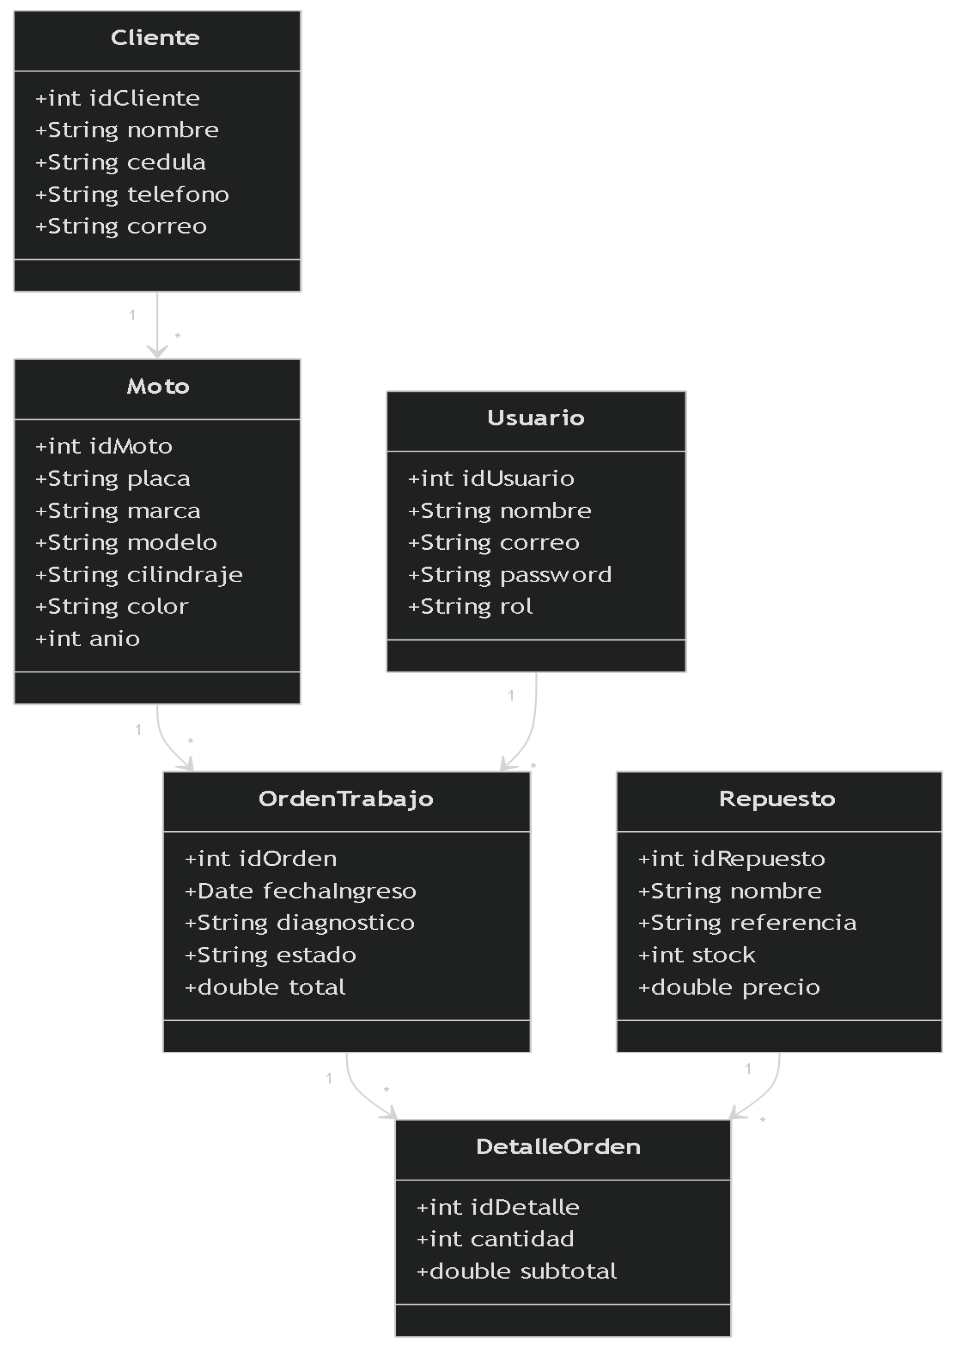 Cliente
+int idCliente
+String nombre
+String cedula
+String telefono
+String correo
1
*
Moto
+int idMoto
+String placa
+String marca
+String modelo
+String cilindraje
+String color
+int anio
Usuario
+int idUsuario
+String nombre
+String correo
+String password
+String rol
1
*
1
*
OrdenTrabajo
+int idOrden
+Date fechaIngreso
+String diagnostico
+String estado
+double total
Repuesto
+int idRepuesto
+String nombre
+String referencia
+int stock
+double precio
1
*
1
*
DetalleOrden
+int idDetalle
+int cantidad
+double subtotal